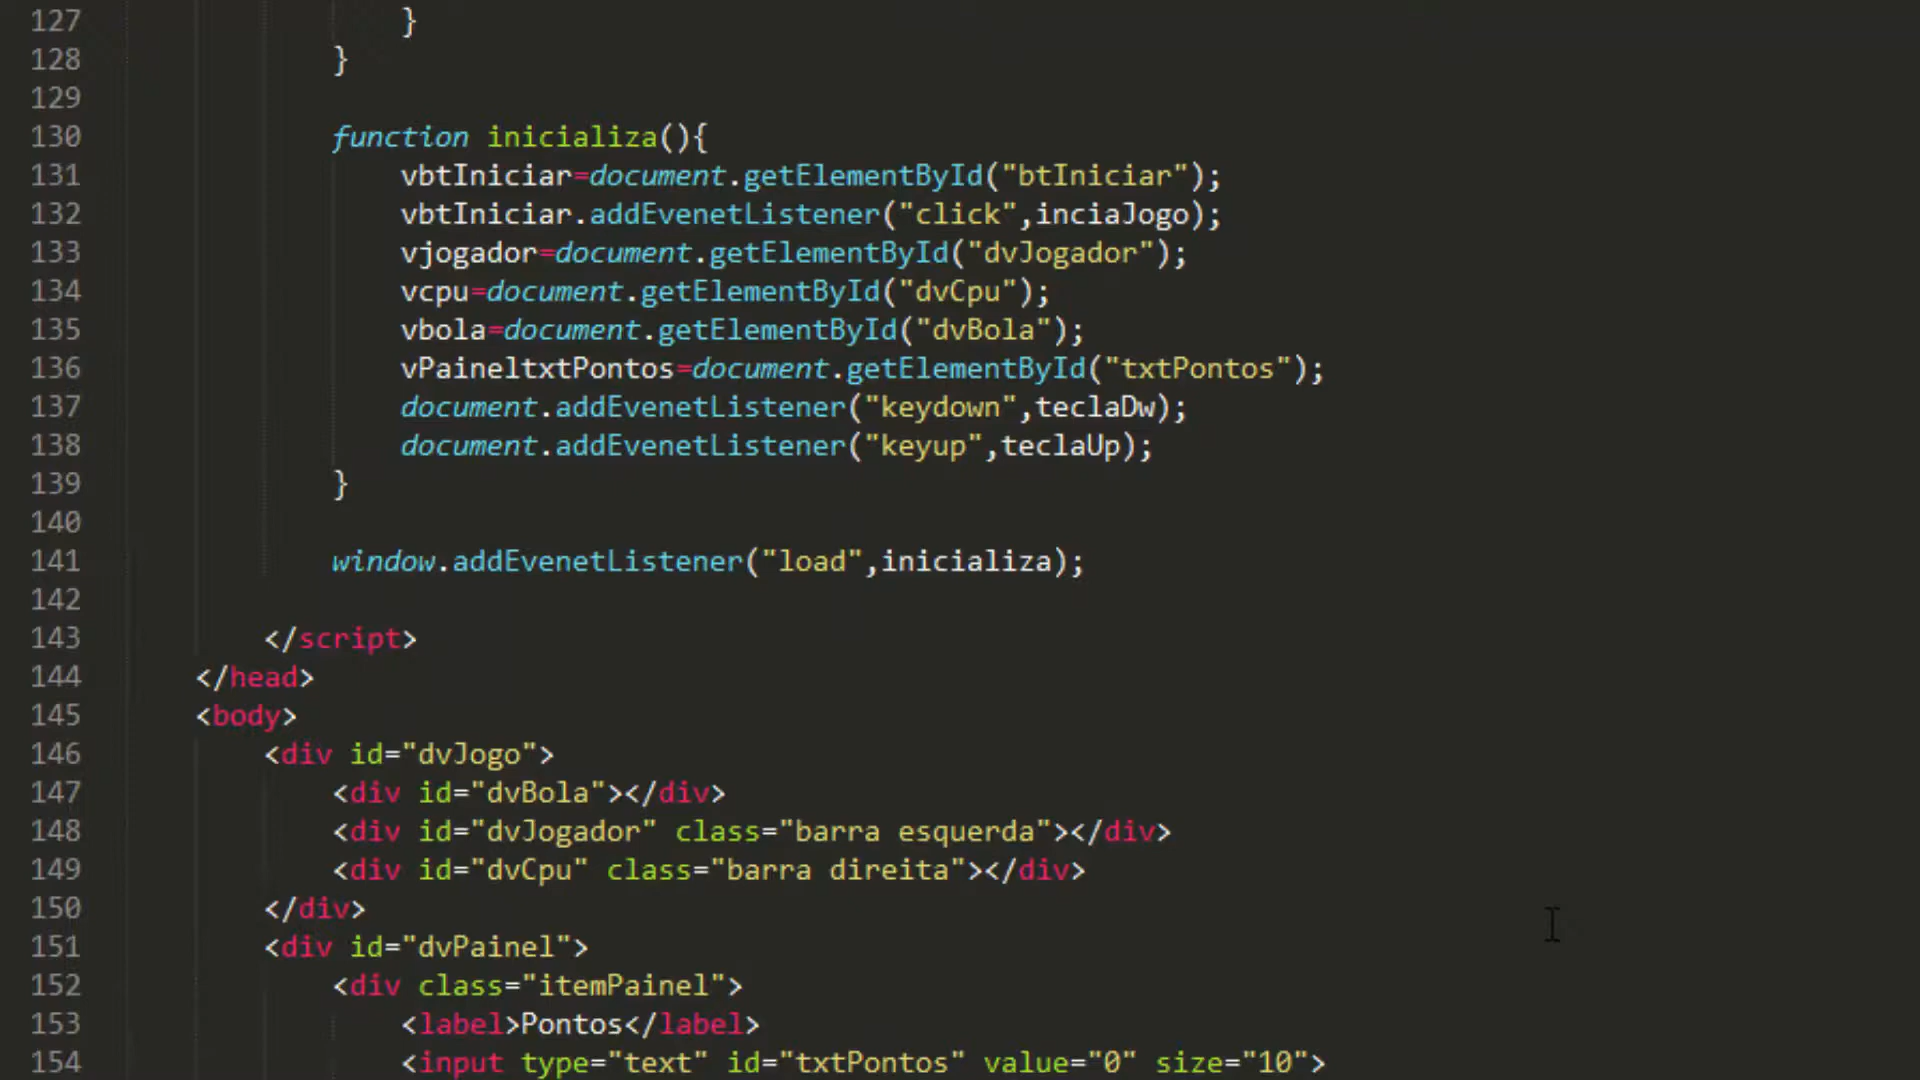 127 }
128 }
129
130 function inicializa(){
131 vbtIniciar=document.getElementById("btIniciar");
132 vbtIniciar.addEvenetListener("click",inciaJogo);
133 vjogador=document.getElementById("dvJogador");
134 vcpu=document.getElementById("dvCpu");
135 vbola=document.getElementById("dvBola");
136 vPaineltxtPontos=document.getElementById("txtPontos");
137 document.addEvenetListener("keydown",teclaDw);
138 document.addEvenetListener("keyup",teclaUp);
139 }
140
141 window.addEvenetListener("load",inicializa);
142
143 </script>
144 </head>
145 <body>
146 <div id="dvJogo">
147 <div id="dvBola"></div>
148 <div id="dvJogador" class="barra esquerda"></div>
149 <div id="dvCpu" class="barra direita"></div>
150 </div>
151 <div id="dvPainel">
152 <div class="itemPainel">
153 <label>Pontos</label>
154 <input type="text" id="txtPontos" value="0" size="10">